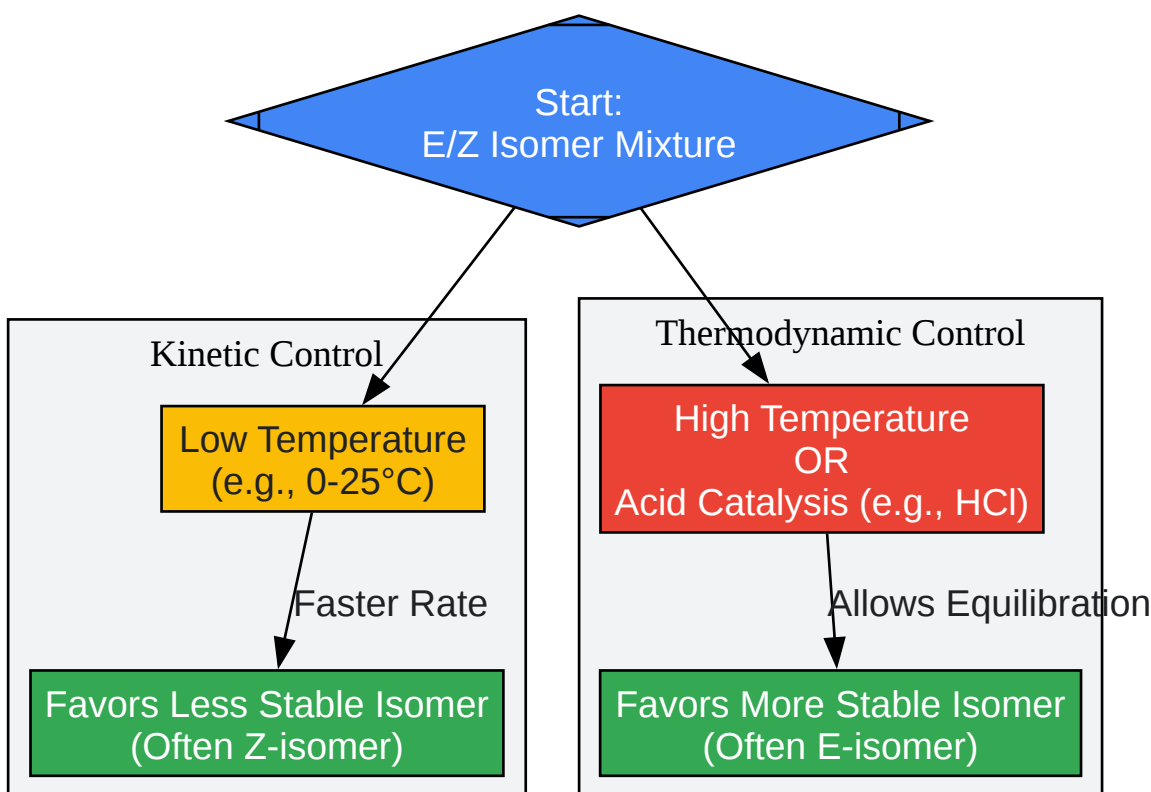 Start:
E/Z Isomer Mixture
Kinetic Control
Low Temperature
(e.g., 0-25°C)
Faster Rate
Favors Less Stable Isomer
(Often Z-isomer)
Thermodynamic Control
High Temperature
OR
Acid Catalysis (e.g., HCl)
Allows Equilibration
Favors More Stable Isomer
(Often E-isomer)